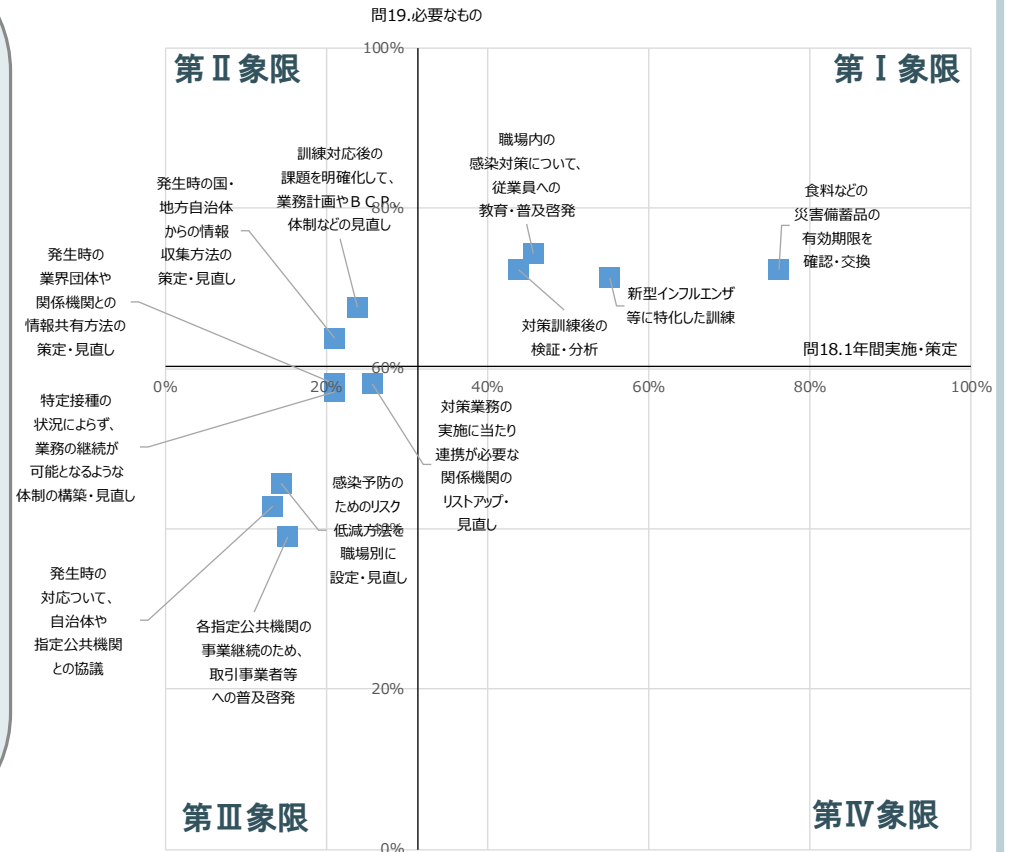 問19.必要なもの
100%
第Ⅱ象限
第Ⅰ象限
職場内の
感染対策について、
従業員への
教育・普及啓発
訓練対応後の
課題を明確化して、
業務計画やＢＣＰ
体制などの見直し
発生時の国・
地方自治体
からの情報
収集方法の
策定・見直し
80%
食料などの
災害備蓄品の
有効期限を
確認・交換
発生時の
業界団体や
関係機関との
情報共有方法の
策定・見直し
新型インフルエンザ
等に特化した訓練
対策訓練後の
検証・分析
問18.1年間実施・策定
60%
0%
20%
40%
60%
80%
100%
特定接種の
状況によらず、
業務の継続が
可能となるような
体制の構築・見直し
対策業務の
実施に当たり
連携が必要な
関係機関の
リストアップ・
見直し
感染予防の
ためのリスク
低減方法を
職場別に
設定・見直し
40%
発生時の
対応ついて、
自治体や
指定公共機関
との協議
各指定公共機関の
事業継続のため、
取引事業者等
への普及啓発
20%
第Ⅲ象限
第Ⅳ象限
0%